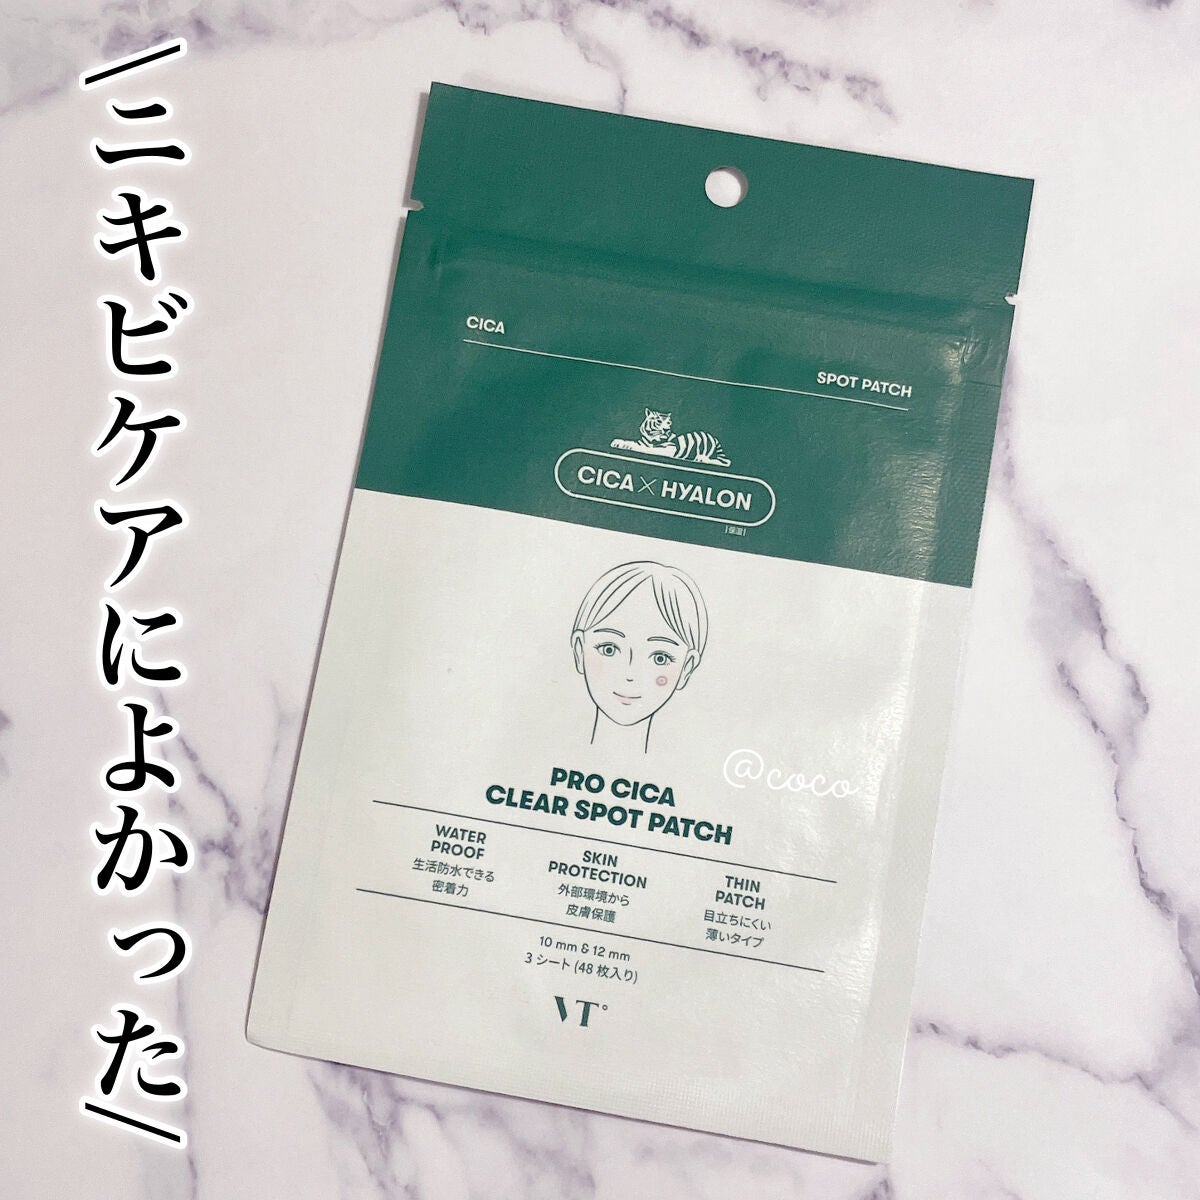 \ニキビケアによかった/
CICA
SPOT PATCH
CICA×HYALON
[保湿]
@coco
PRO CICA
CLEAR SPOT PATCH
WATER
PROOF
生活防水できる
密着力
SKIN
PROTECTION
外部環境から
皮膚保護
THIN
PATCH
目立ちにくい
薄いタイプ
10 mm & 12 mm
3 シート (48 枚入り)
VT°